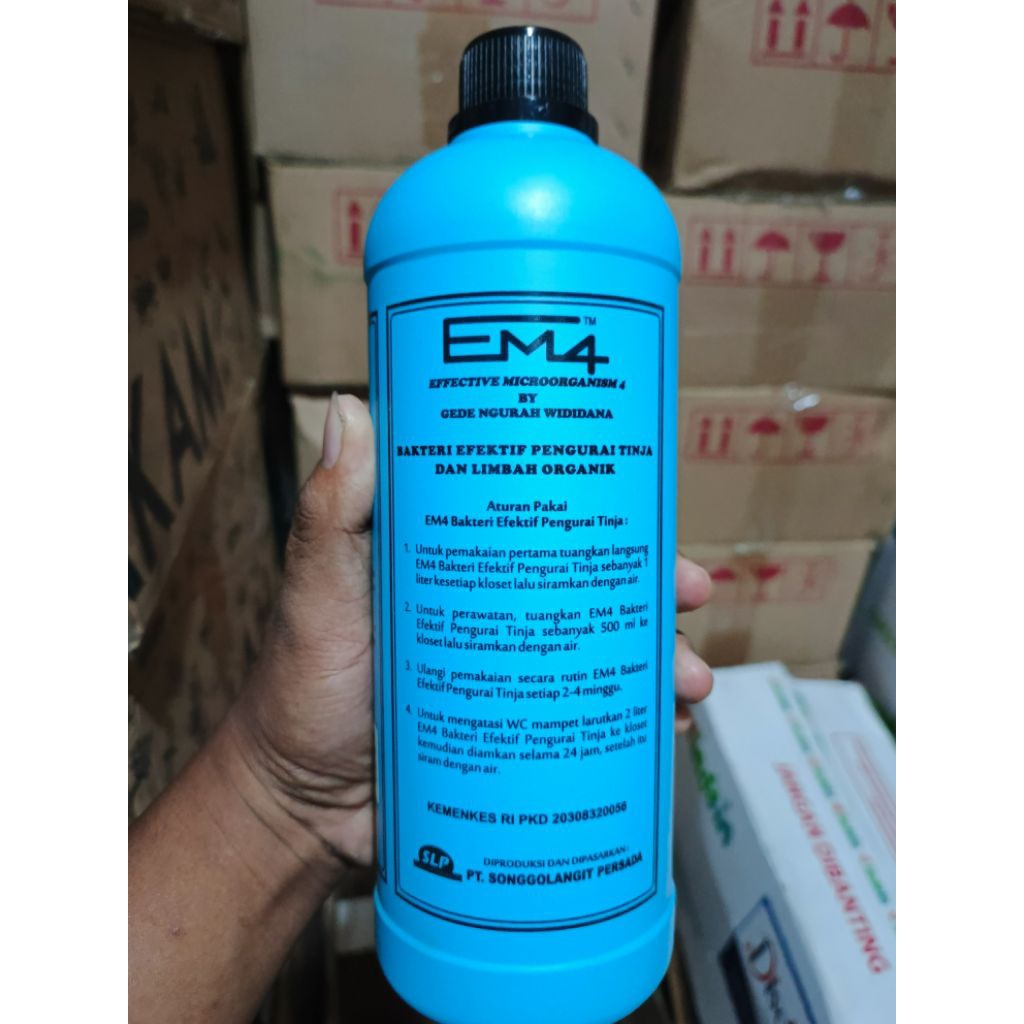 EM4™
EFFECTIVE MICROORGANISM 4
BY
GEDE NGURAH WIDIDANA
BAKTERI EFEKTIF PENGURAI TINJA
DAN LIMBAH ORGANIK
Aturan Pakai
EM4 Bakteri Efektif Pengurai Tinja :
1. Untuk pemakaian pertama tuangkan langsung
EM4 Bakteri Efektif Pengurai Tinja sebanyak 1
liter kesetiap kloset lalu siramkan dengan air.
2. Untuk perawatan, tuangkan EM4 Bakteri
Efektif Pengurai Tinja sebanyak 500 ml ke
kloset lalu siramkan dengan air.
3. Ulangi pemakaian secara rutin EM4 Bakteri
Efektif Pengurai Tinja setiap 2-4 minggu.
4. Untuk mengatasi WC mampet larutkan 2 liter
EM4 Bakteri Efektif Pengurai Tinja ke kloset
kemudian diamkan selama 24 jam, setelah itu
siram dengan air.
KEMENKES RI PKD 20308320056
SLP
DIPRODUKSI DAN DIPASARKAN :
PT. SONGGOLANGIT PERSADA
JANGAN DIBANTING